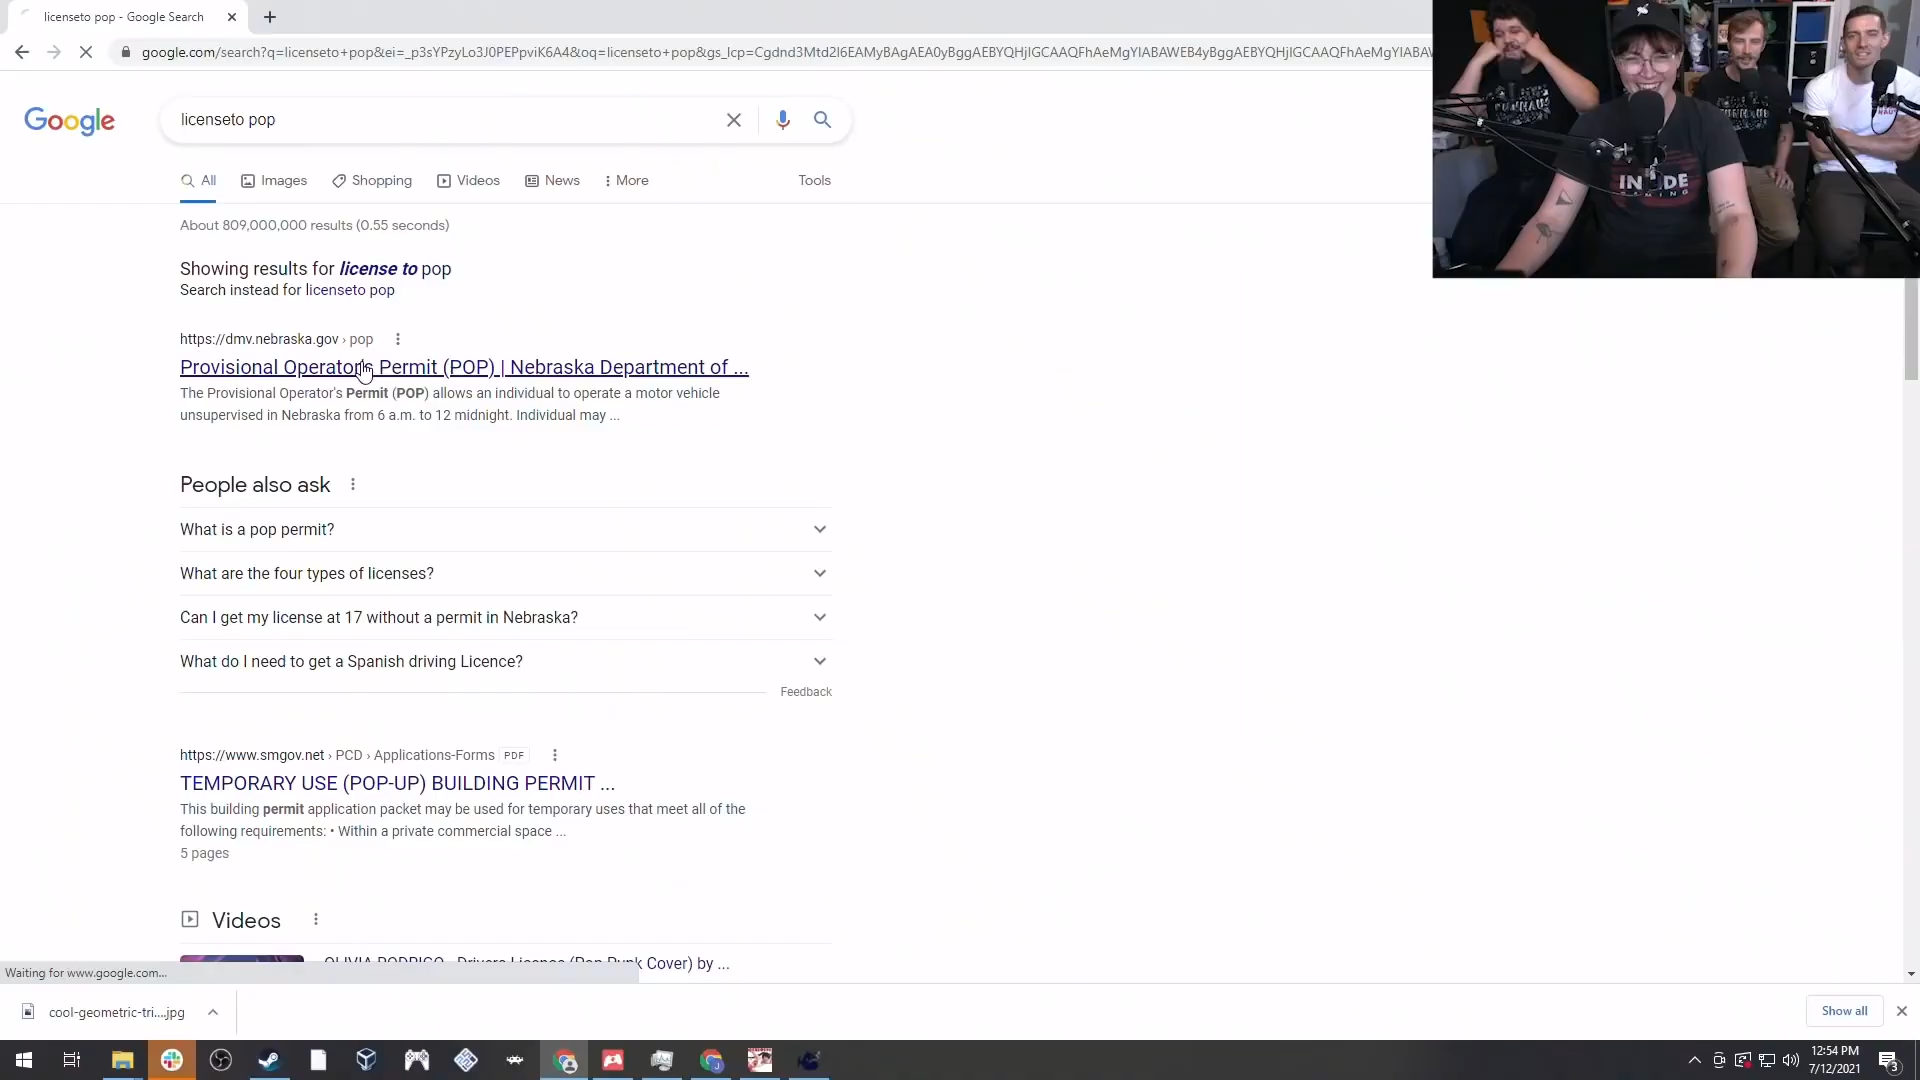 licenseto pop - Google Search
google.com/search?q=licenseto+pop&ei=_p3sYPzyLo3J0PEPpviK6A4&oq=licenseto+pop&gs_lcp=
Google
licenseto pop
All Images Shopping Videos News More Tools
About 809,000,000 results (0.55 seconds)
Showing results for license to pop
Search instead for licenseto pop
https://dmv.nebraska.gov › pop
Provisional Operator's Permit (POP) | Nebraska Department of ...
The Provisional Operator's Permit (POP) allows an individual to operate a motor vehicle
unsupervised in Nebraska from 6 a.m. to 12 midnight. Individual may ...
People also ask
What is a pop permit?
What are the four types of licenses?
Can I get my license at 17 without a permit in Nebraska?
What do I need to get a Spanish driving Licence?
Feedback
https://www.smgov.net › PCD › Applications-Forms PDF
TEMPORARY USE (POP-UP) BUILDING PERMIT ...
This building permit application packet may be used for temporary uses that meet all of the
following requirements: • Within a private commercial space ...
5 pages
Videos
OLIVIA RODRIGO - Drivers License (Pop Punk Cover) by ...
Waiting for www.google.com...
cool-geometric-tri....jpg
Show all
12:54 PM
7/12/2021
3